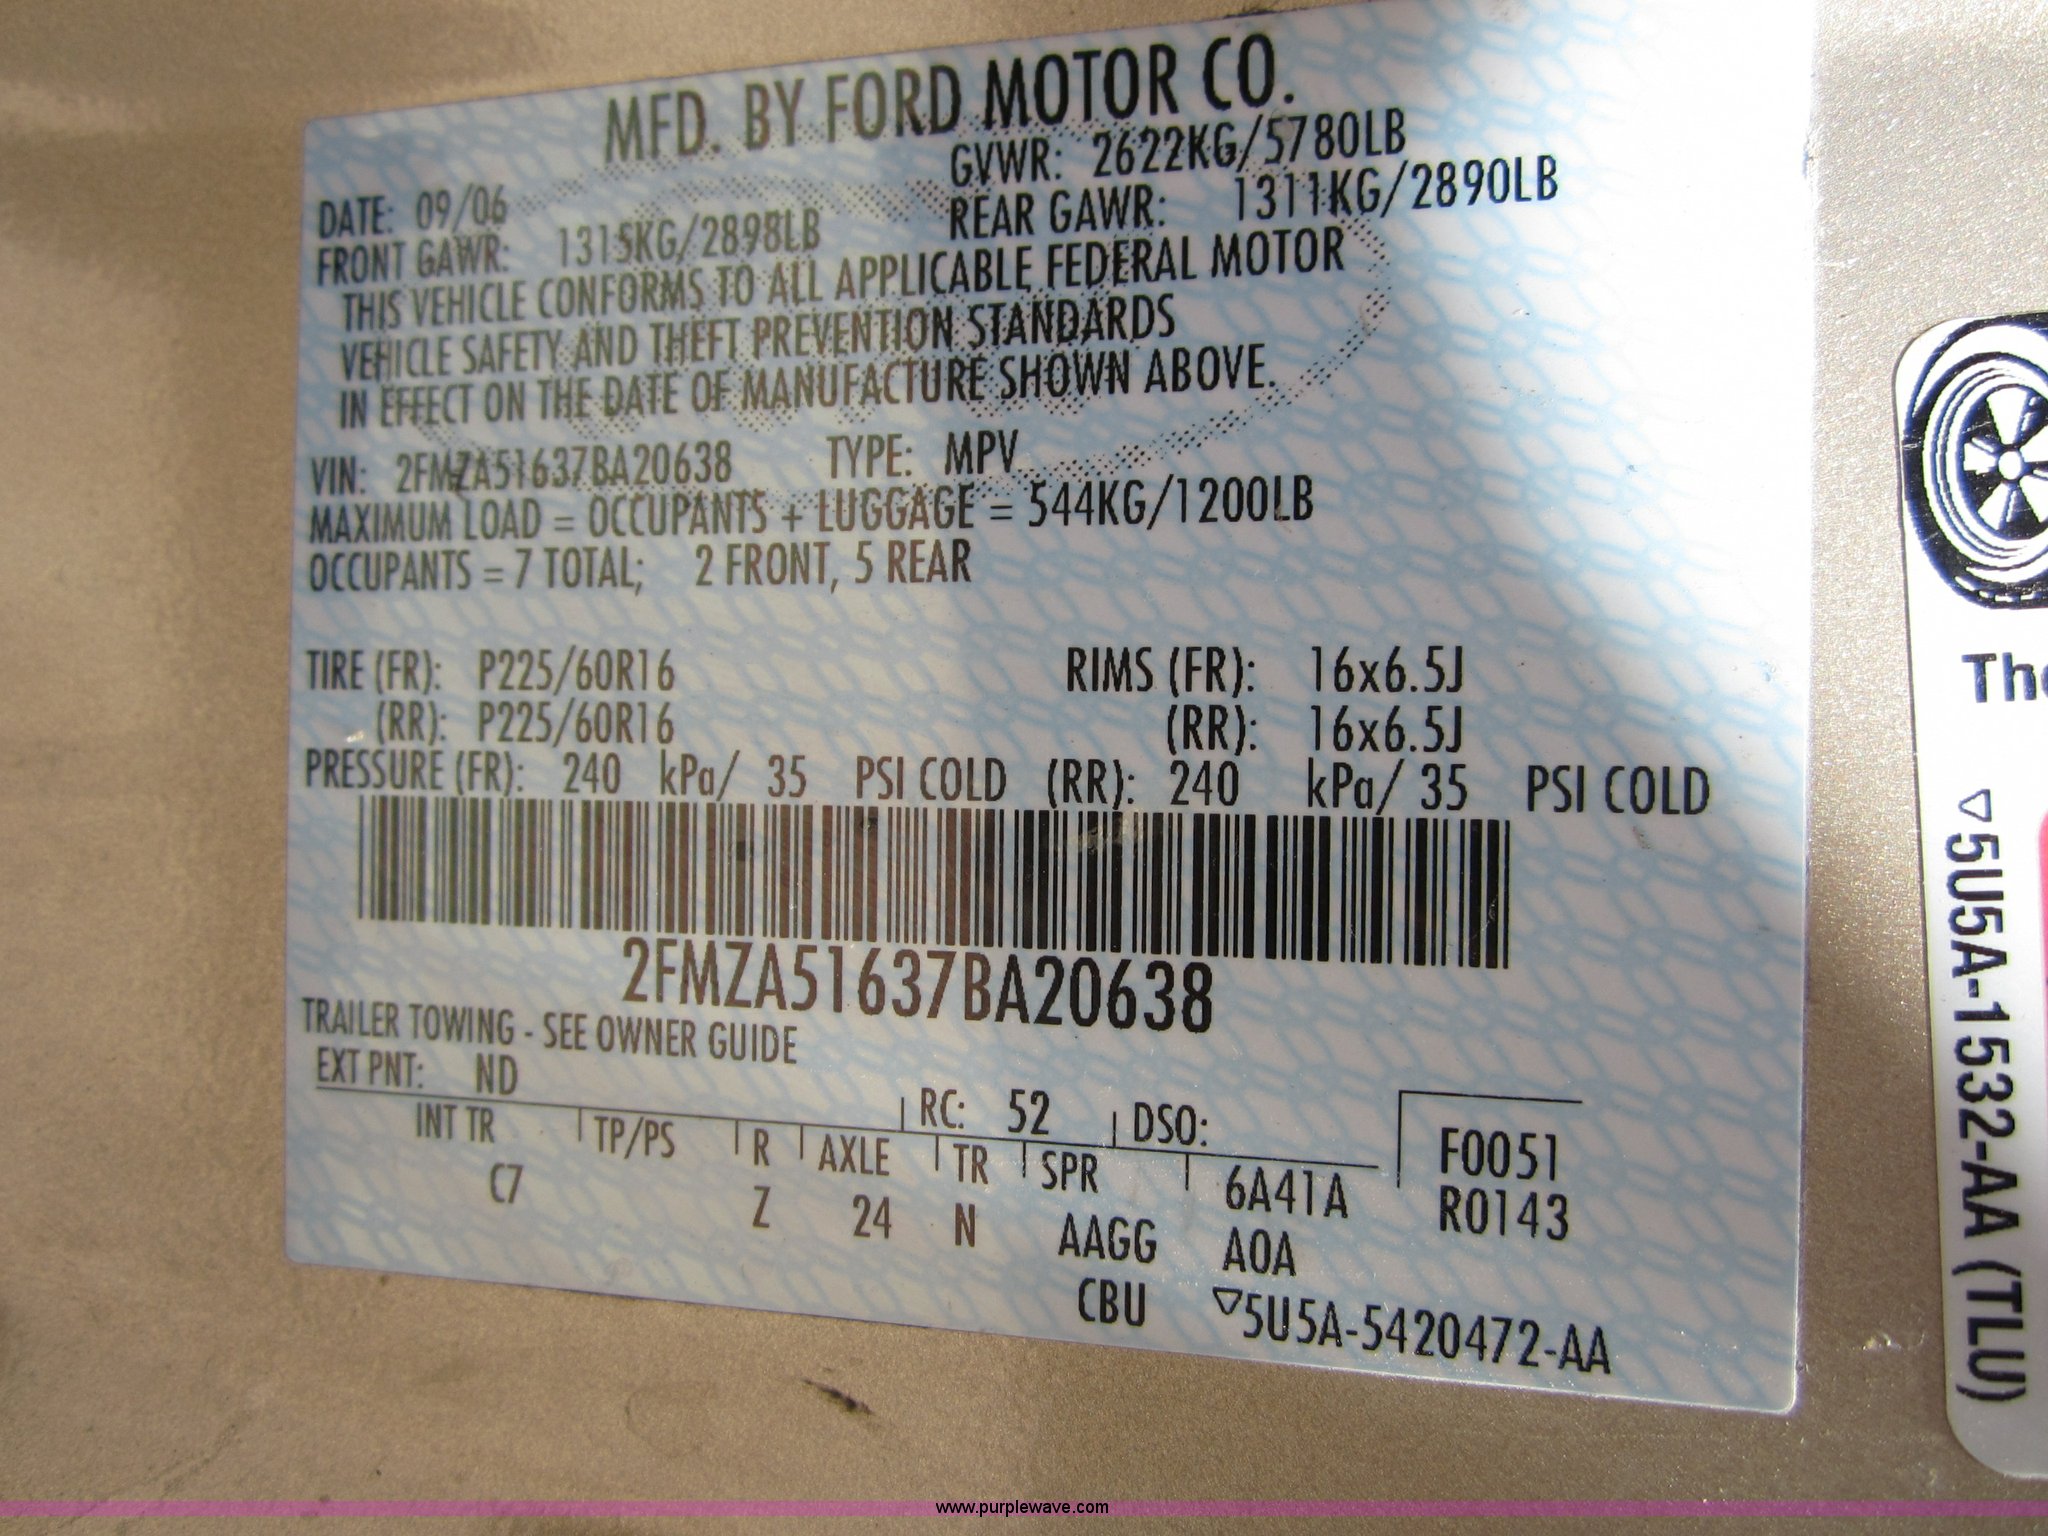 MFD. BY FORD MOTOR CO.
DATE: 09/06 GVWR: 2622KG/5780LB
FRONT GAWR: 1315KG/2898LB REAR GAWR: 1311KG/2890LB
THIS VEHICLE CONFORMS TO ALL APPLICABLE FEDERAL MOTOR
VEHICLE SAFETY AND THEFT PREVENTION STANDARDS
IN EFFECT ON THE DATE OF MANUFACTURE SHOWN ABOVE.
VIN: 2FMZA51637BA20638 TYPE: MPV
MAXIMUM LOAD = OCCUPANTS + LUGGAGE = 544KG/1200LB
OCCUPANTS = 7 TOTAL; 2 FRONT, 5 REAR
TIRE (FR): P225/60R16 RIMS (FR): 16x6.5J
(RR): P225/60R16 (RR): 16x6.5J
PRESSURE (FR): 240 kPa/ 35 PSI COLD (RR): 240 kPa/ 35 PSI COLD
2FMZA51637BA20638
TRAILER TOWING - SEE OWNER GUIDE
EXT PNT: ND RC: 52 DSO: F0051
INT TR TP/PS R AXLE TR SPR 6A41A R0143
C7 Z 24 N AAGG A0A
CBU ▽5U5A-5420472-AA
▽5U5A-1532-AA (TLU)
www.purplewave.com